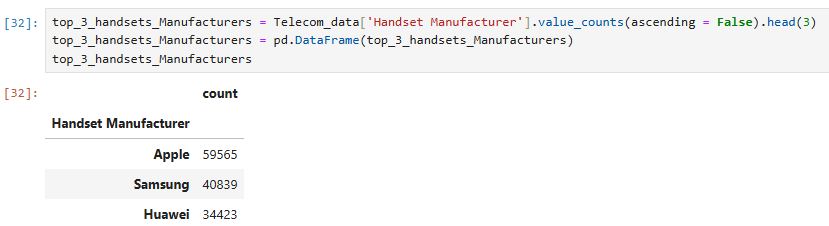 [32]: top_3_handsets_Manufacturers = Telecom_data['Handset Manufacturer'].value_counts(ascending = False).head(3)
top_3_handsets_Manufacturers = pd.DataFrame(top_3_handsets_Manufacturers)
top_3_handsets_Manufacturers
[32]: count
Handset Manufacturer
Apple 59565
Samsung 40839
Huawei 34423